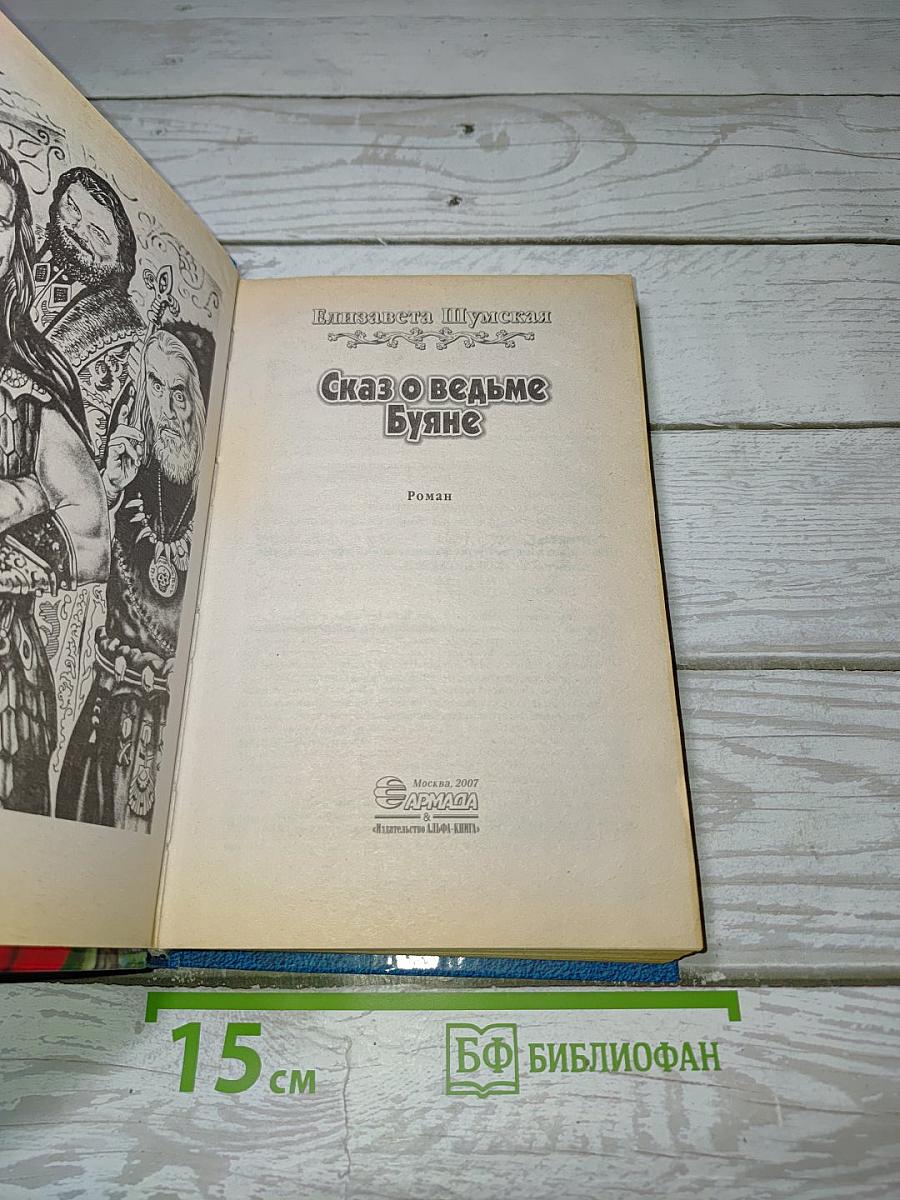 Елизавета Шумская
Сказ о ведьме
Буяне
Роман
Москва, 2007
АРМАДА
&
«Издательство АЛЬФА-КНИГА»
15 см
БФ БИБЛИОФАН